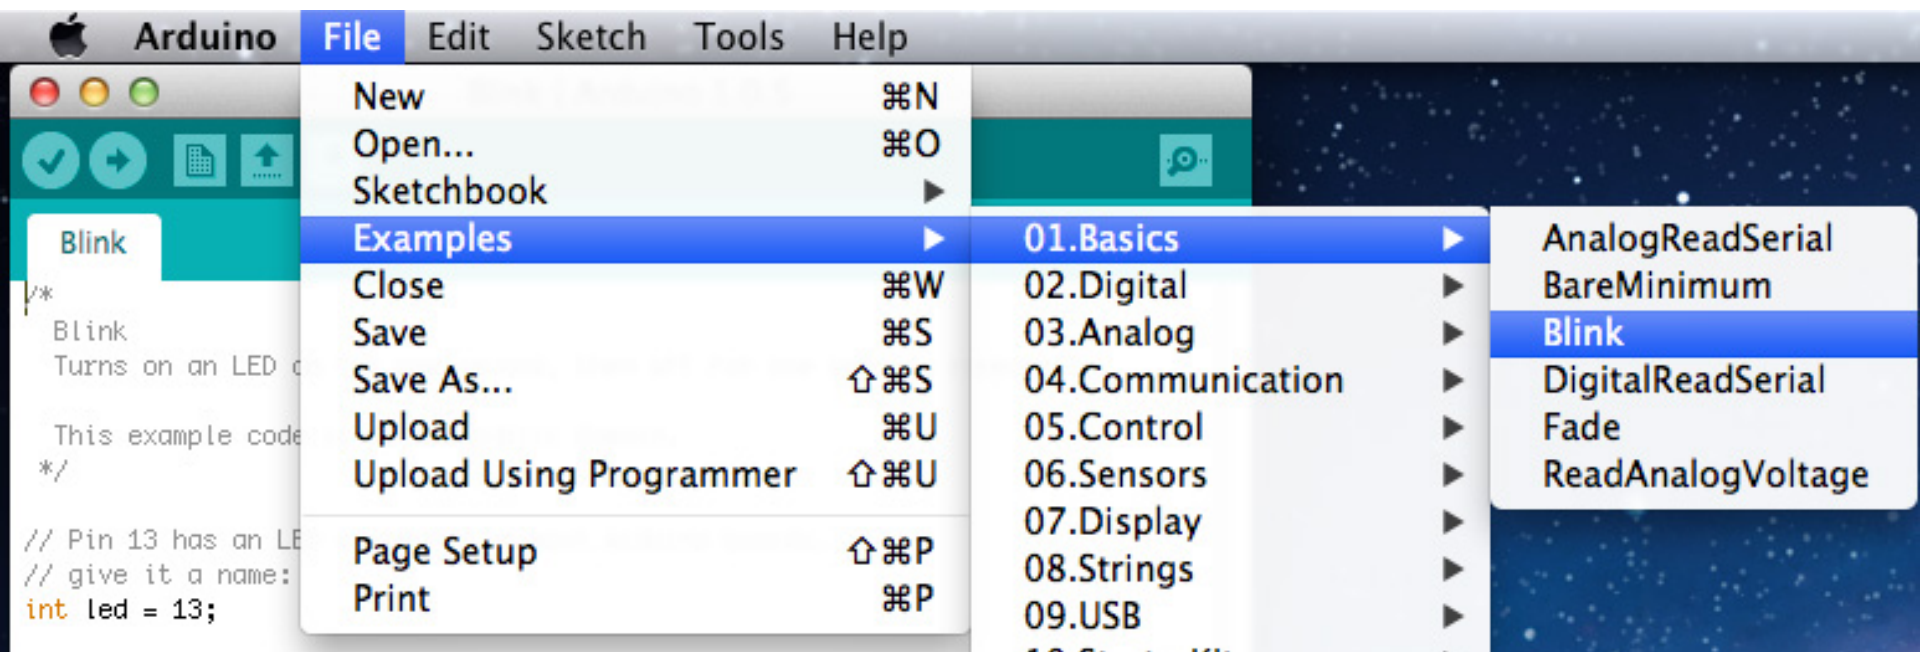 Arduino File Edit Sketch Tools Help
New ⌘N
Open... ⌘O
Sketchbook
Examples
Close ⌘W
Save ⌘S
Save As... ⇧⌘S
Upload ⌘U
Upload Using Programmer ⇧⌘U
Page Setup ⇧⌘P
Print ⌘P
01.Basics
02.Digital
03.Analog
04.Communication
05.Control
06.Sensors
07.Display
08.Strings
09.USB
AnalogReadSerial
BareMinimum
Blink
DigitalReadSerial
Fade
ReadAnalogVoltage
Blink
/*
Blink
Turns on an LED
This example code
*/
// Pin 13 has an
// give it a name:
int led = 13;